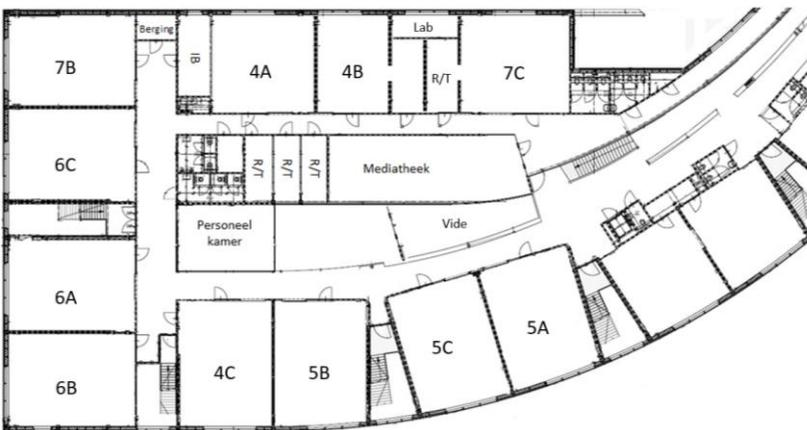 Berging
Lab
7B
IB
4A
4B
R/T
7C
6C
R/T
R/T
R/T
Mediatheek
Personeel
kamer
Vide
6A
5A
5C
4C
5B
6B